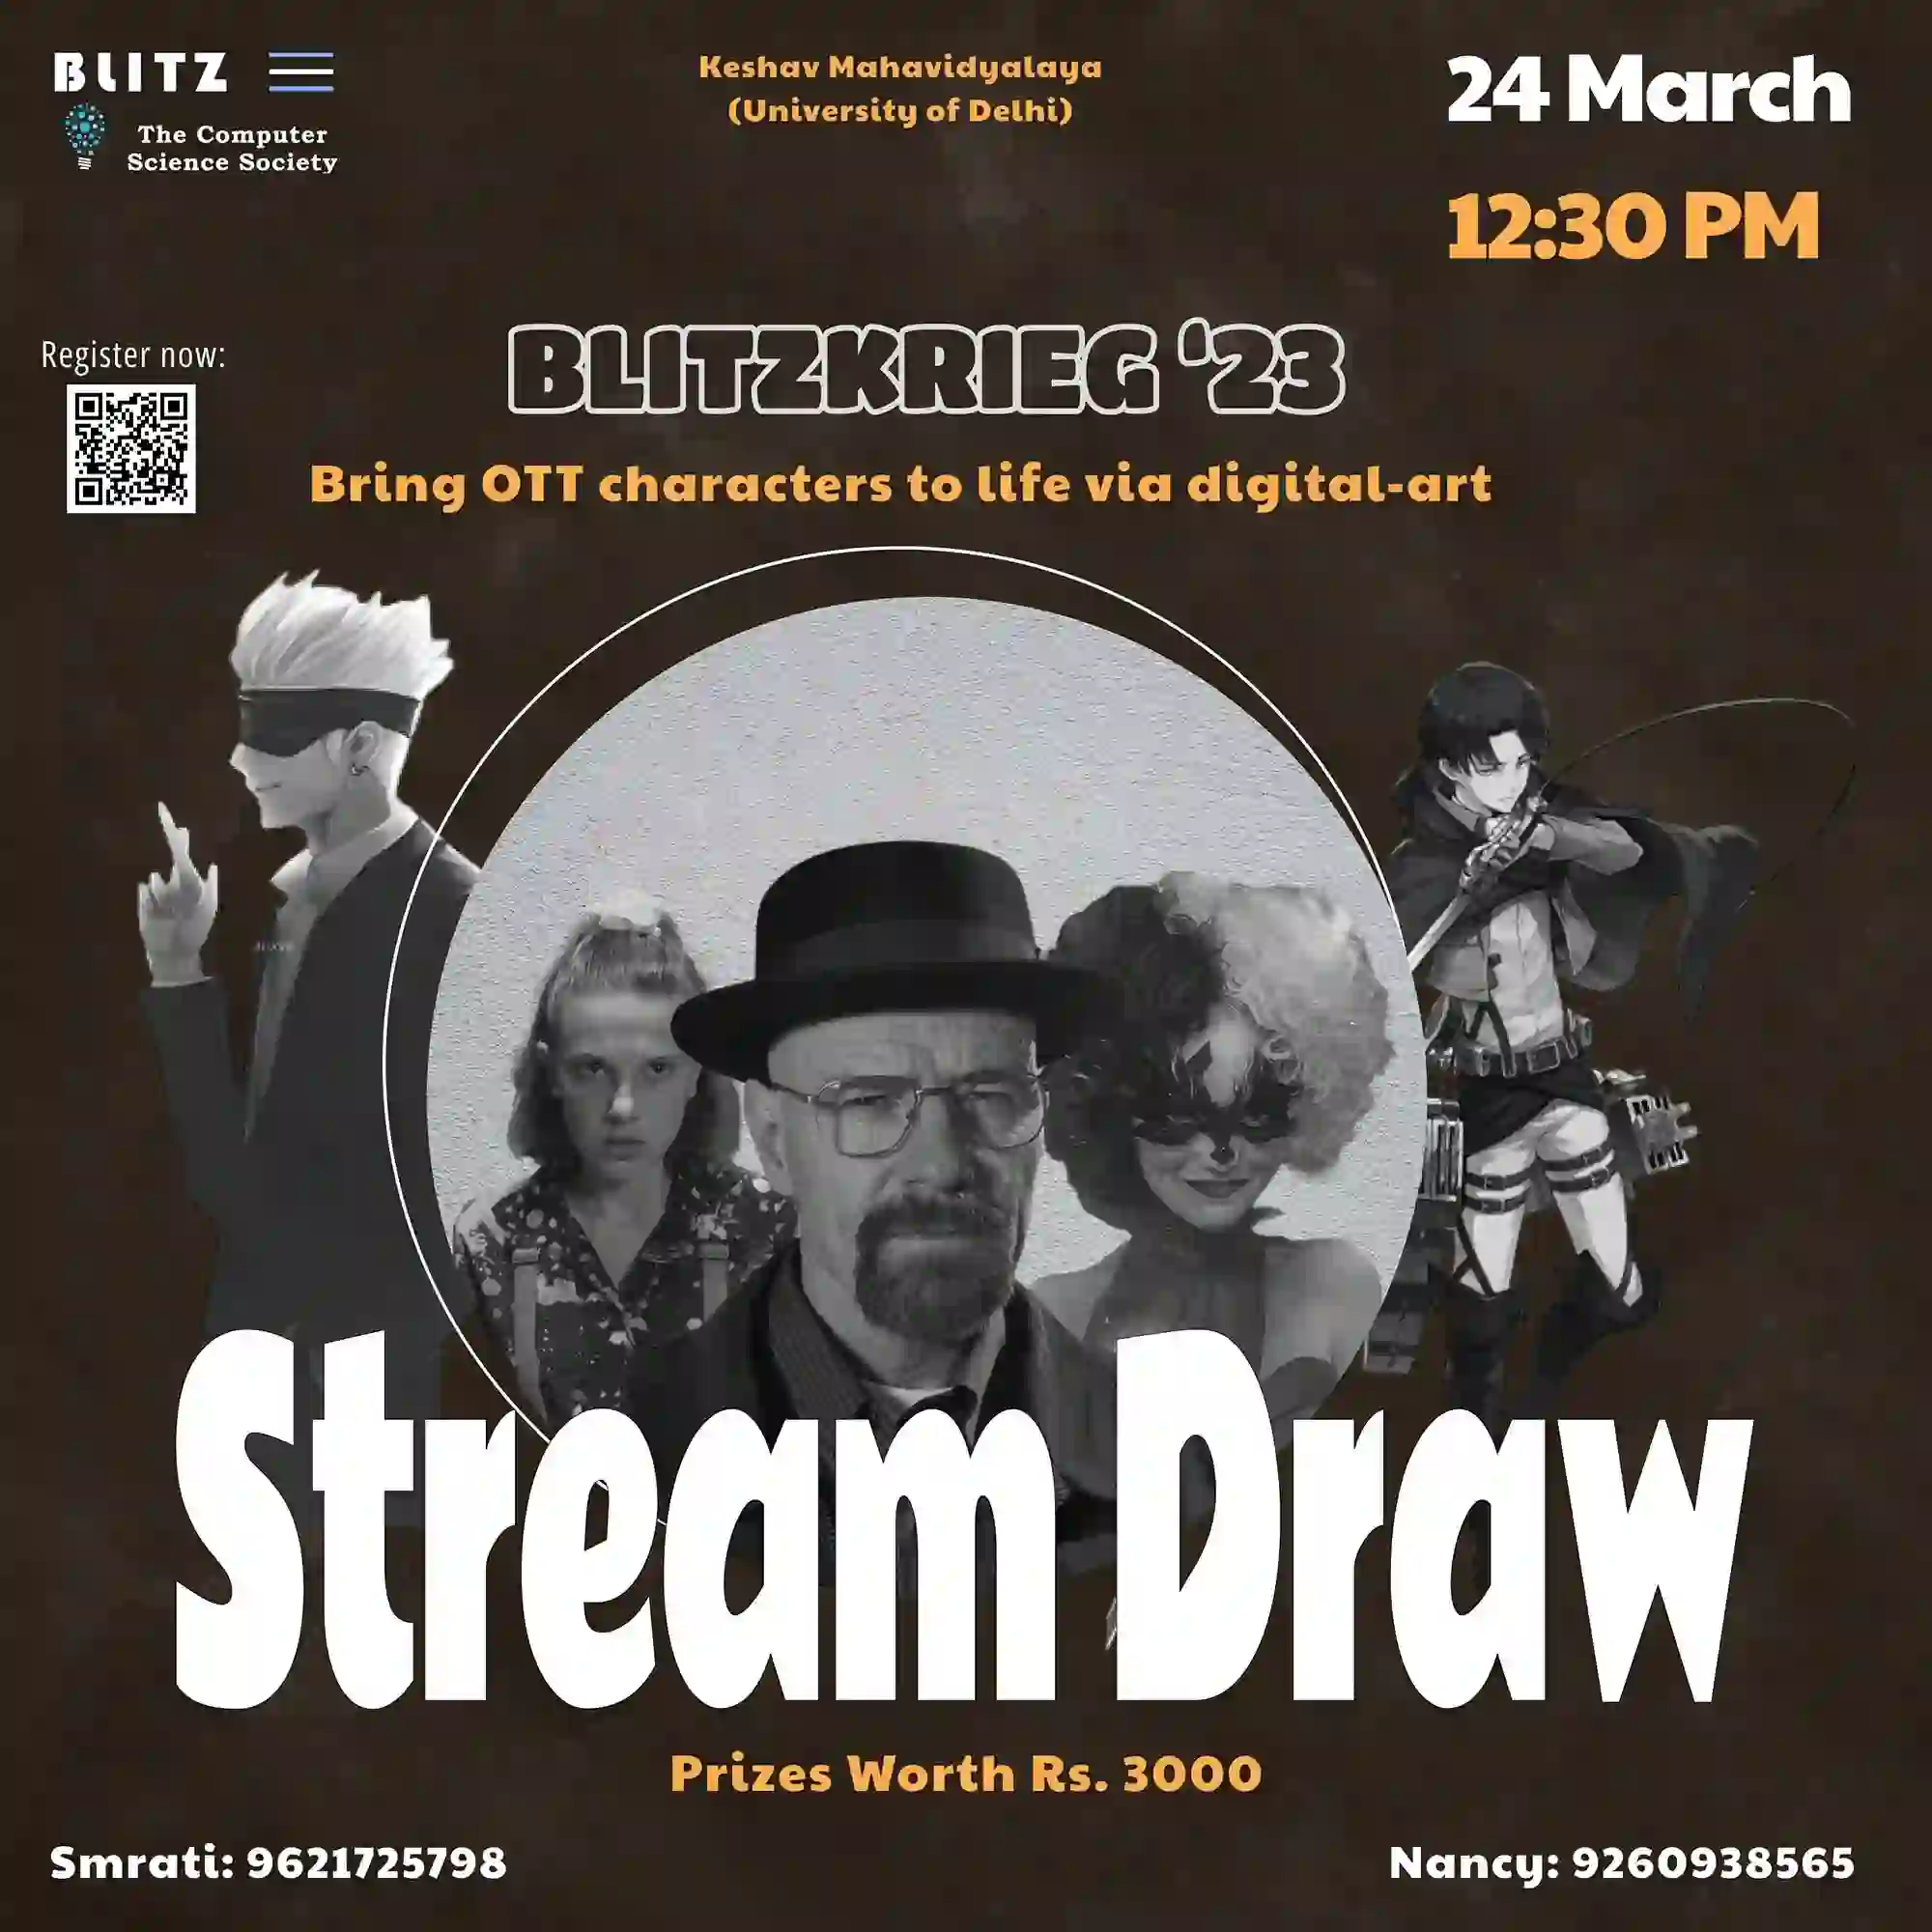 BLITZ
The Computer
Science Society
Keshav Mahavidyalaya
(University of Delhi)
24 March
12:30 PM
Register now:
BLITZKRIEG '23
Bring OTT characters to life via digital-art
Stream Draw
Prizes Worth Rs. 3000
Smrati: 9621725798
Nancy: 9260938565